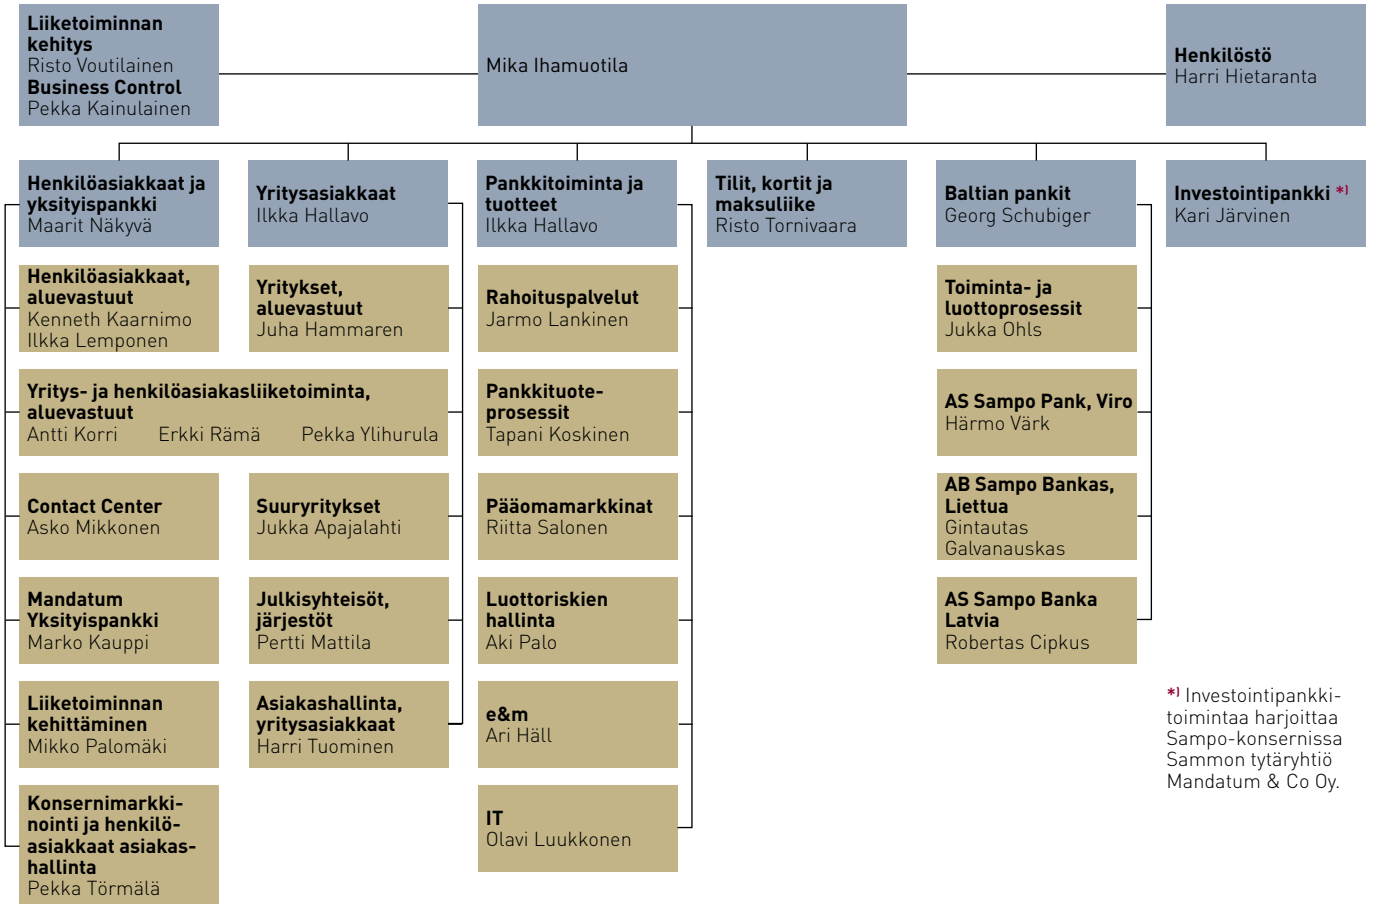 Liiketoiminnan
kehitys
Risto Voutilainen
Business Control
Pekka Kainulainen
Mika Ihamuotila
Henkilöstö
Harri Hietaranta
Henkilöasiakkaat ja
yksityispankki
Maarit Näkyvä
Yritysasiakkaat
Ilkka Hallavo
Pankkitoiminta ja
tuotteet
Ilkka Hallavo
Tilit, kortit ja
maksuliike
Risto Tornivaara
Baltian pankit
Georg Schubiger
Investointipankki *)
Kari Järvinen
Henkilöasiakkaat,
aluevastuut
Kenneth Kaarnimo
Ilkka Lemponen
Yritykset,
aluevastuut
Juha Hammaren
Rahoituspalvelut
Jarmo Lankinen
Toiminta- ja
luottoprosessit
Jukka Ohls
Yritys- ja henkilöasiakasliiketoiminta,
aluevastuut
Antti Korri Erkki Rämä Pekka Ylihurula
Pankkituote-
prosessit
Tapani Koskinen
AS Sampo Pank, Viro
Härmo Värk
Contact Center
Asko Mikkonen
Suuryritykset
Jukka Apajalahti
Pääomamarkkinat
Riitta Salonen
AB Sampo Bankas,
Liettua
Gintautas
Galvanauskas
Mandatum
Yksityispankki
Marko Kauppi
Julkisyhteisöt,
järjestöt
Pertti Mattila
Luottoriskien
hallinta
Aki Palo
AS Sampo Banka
Latvia
Robertas Cipkus
Liiketoiminnan
kehittäminen
Mikko Palomäki
Asiakashallinta,
yritysasiakkaat
Harri Tuominen
e&m
Ari Häll
*) Investointipankki-
toimintaa harjoittaa
Sampo-konsernissa
Sammon tytäryhtiö
Mandatum & Co Oy.
Konsernimarkki-
nointi ja henkilö-
asiakkaat asiakas-
hallinta
Pekka Törmälä
IT
Olavi Luukkonen